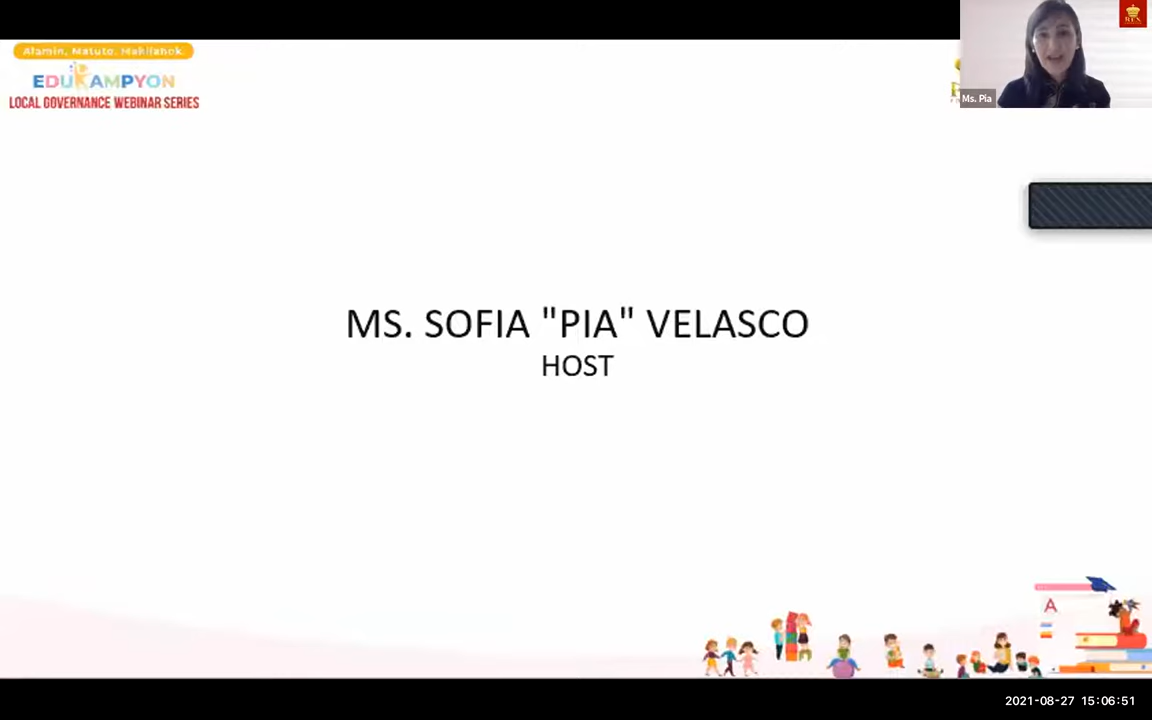 Alamin. Matuto. Makilahok.
EDUKAMPYON
LOCAL GOVERNANCE WEBINAR SERIES
Ms. Pia
MS. SOFIA "PIA" VELASCO
HOST
A
2021-08-27 15:06:51